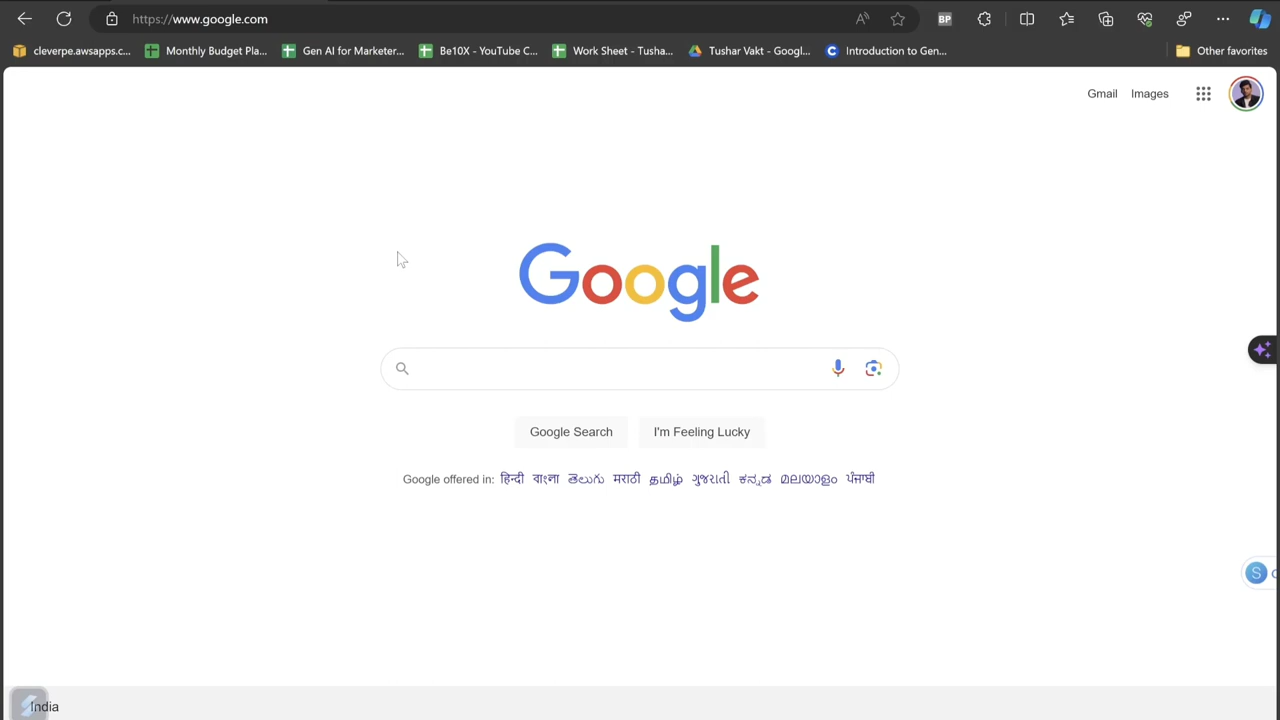 https://www.google.com
BP
cleverpe.awsapps.c... Monthly Budget Pla... Gen AI for Marketer... Be10X - YouTube C... Work Sheet - Tusha... Tushar Vakt - Googl... Introduction to Gen... Other favorites
Gmail Images
Google
Google Search I'm Feeling Lucky
Google offered in: हिन्दी বাংলা తెలుగు मराठी தமிழ் ગુજરાતી ಕನ್ನಡ മലയാളം ਪੰਜਾਬੀ
India